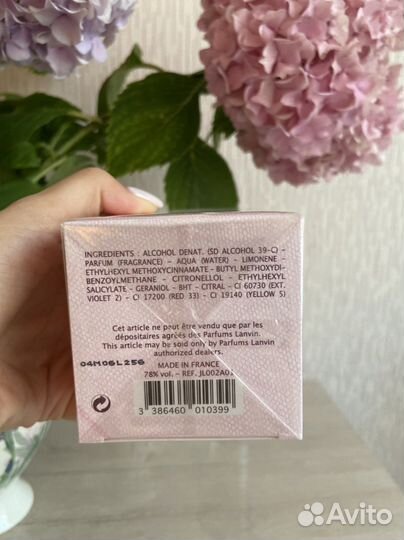 INGREDIENTS : ALCOHOL DENAT. (SD ALCOHOL 39-C) –
PARFUM (FRAGRANCE) – AQUA (WATER) – LIMONENE –
ETHYLHEXYL METHOXYCINNAMATE – BUTYL METHOXYDI-
BENZOYLMETHANE – CITRONELLOL – ETHYLHEXYL
SALICYLATE – GERANIOL – BHT – CITRAL – CI 60730 (EXT.
VIOLET 2) – CI 17200 (RED 33) – CI 19140 (YELLOW 5)
Cet article ne peut être vendu que par les
dépositaires agréés des Parfums Lanvin.
This article may be sold only by Parfums Lanvin
authorized dealers.
04M06L256
MADE IN FRANCE
78% vol. – REF. JL002A01
3 386460 010399
Avito